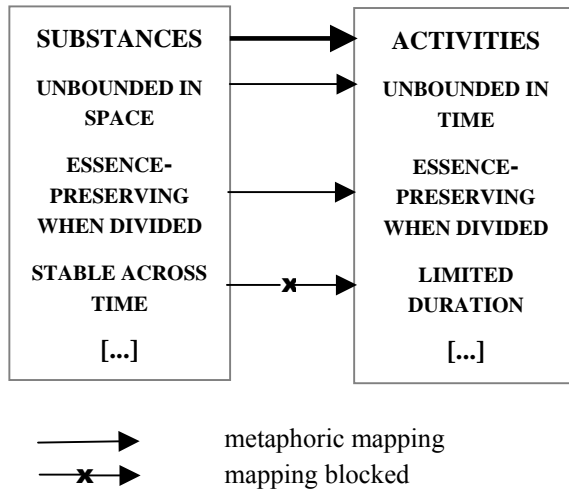 SUBSTANCES
UNBOUNDED IN
SPACE
ESSENCE-
PRESERVING
WHEN DIVIDED
STABLE ACROSS
TIME
[...]
ACTIVITIES
UNBOUNDED IN
TIME
ESSENCE-
PRESERVING
WHEN DIVIDED
LIMITED
DURATION
[...]
x
metaphoric mapping
x
mapping blocked